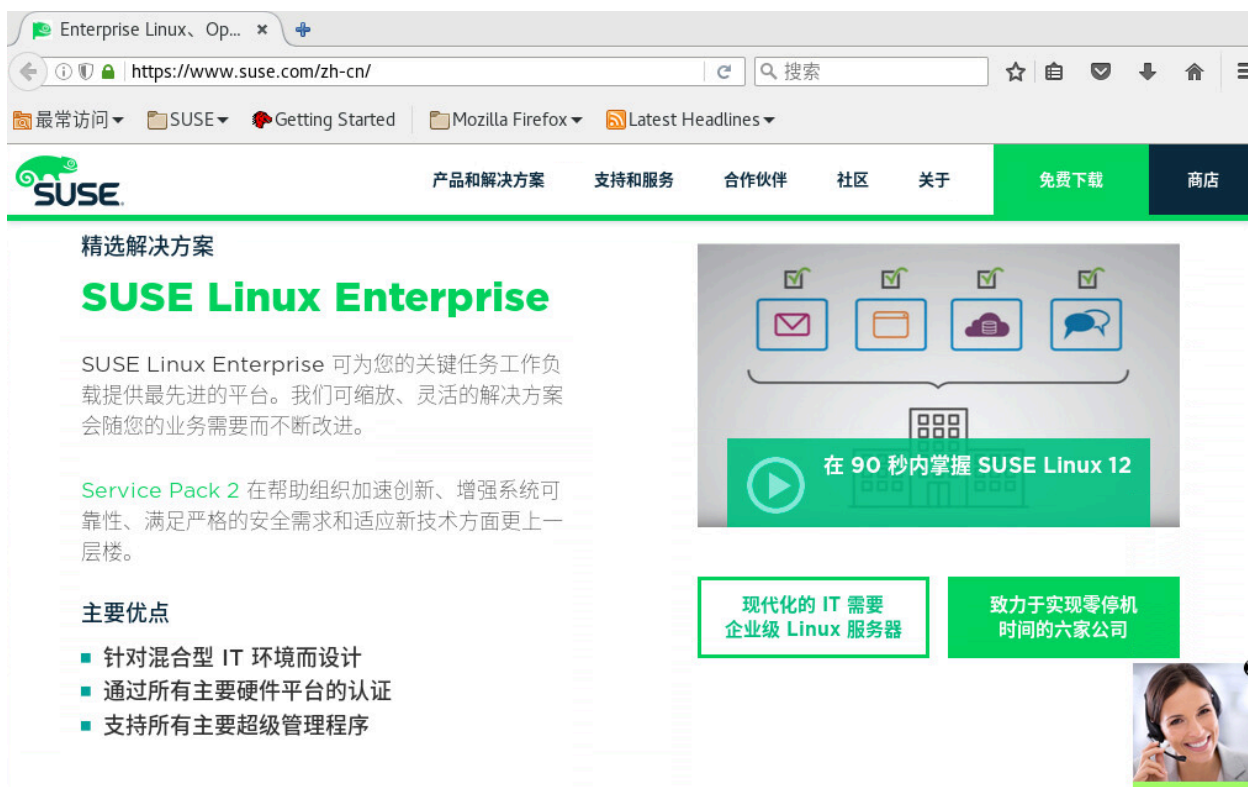 Enterprise Linux、Op...
https://www.suse.com/zh-cn/
搜索
最常访问 SUSE Getting Started Mozilla Firefox Latest Headlines
SUSE.
产品和解决方案 支持和服务 合作伙伴 社区 关于 免费下载 商店
精选解决方案
SUSE Linux Enterprise
SUSE Linux Enterprise 可为您的关键任务工作负
载提供最先进的平台。我们可缩放、灵活的解决方案
会随您的业务需要而不断改进。
Service Pack 2 在帮助组织加速创新、增强系统可
靠性、满足严格的安全需求和适应新技术方面更上一
层楼。
主要优点
针对混合型 IT 环境而设计
通过所有主要硬件平台的认证
支持所有主要超级管理程序
在 90 秒内掌握 SUSE Linux 12
现代化的 IT 需要
企业级 Linux 服务器
致力于实现零停机
时间的六家公司